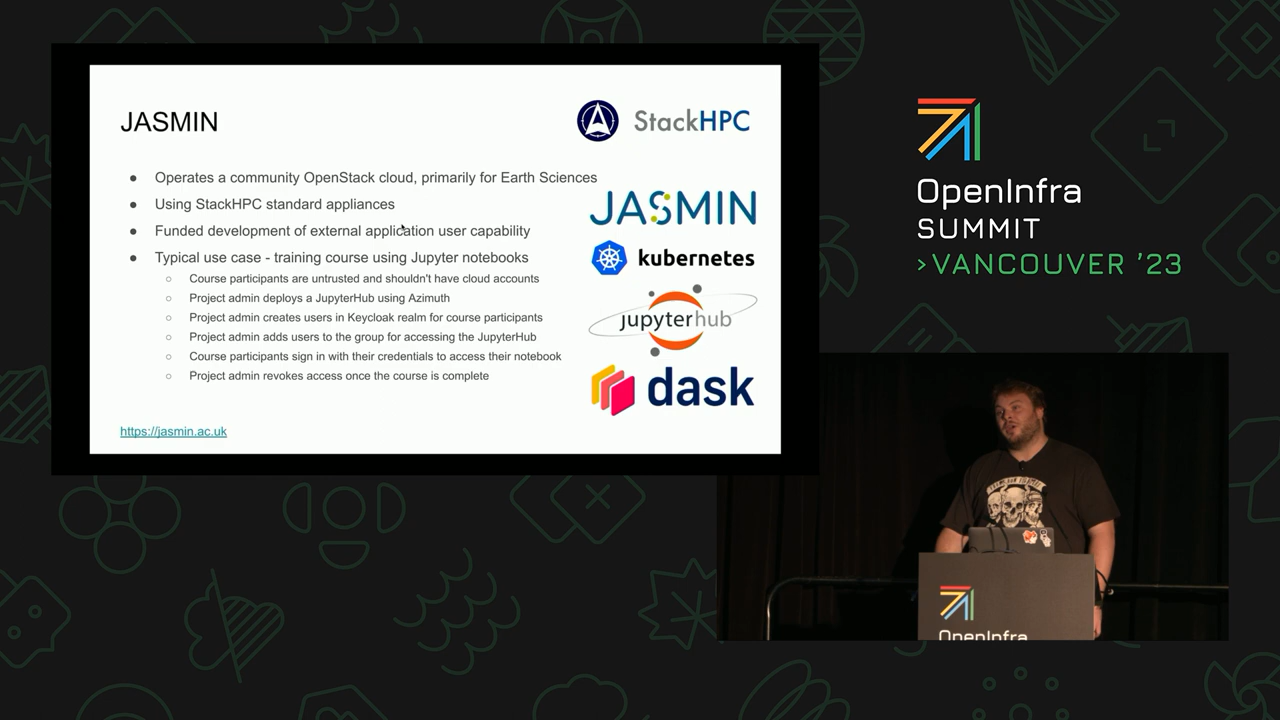 JASMIN
StackHPC
● Operates a community OpenStack cloud, primarily for Earth Sciences
● Using StackHPC standard appliances
● Funded development of external application user capability
● Typical use case - training course using Jupyter notebooks
○ Course participants are untrusted and shouldn't have cloud accounts
○ Project admin deploys a JupyterHub using Azimuth
○ Project admin creates users in Keycloak realm for course participants
○ Project admin adds users to the group for accessing the JupyterHub
○ Course participants sign in with their credentials to access their notebook
○ Project admin revokes access once the course is complete
https://jasmin.ac.uk
JASMIN
kubernetes
jupyterhub
dask
OpenInfra
SUMMIT
>VANCOUVER '23
OpenInfra